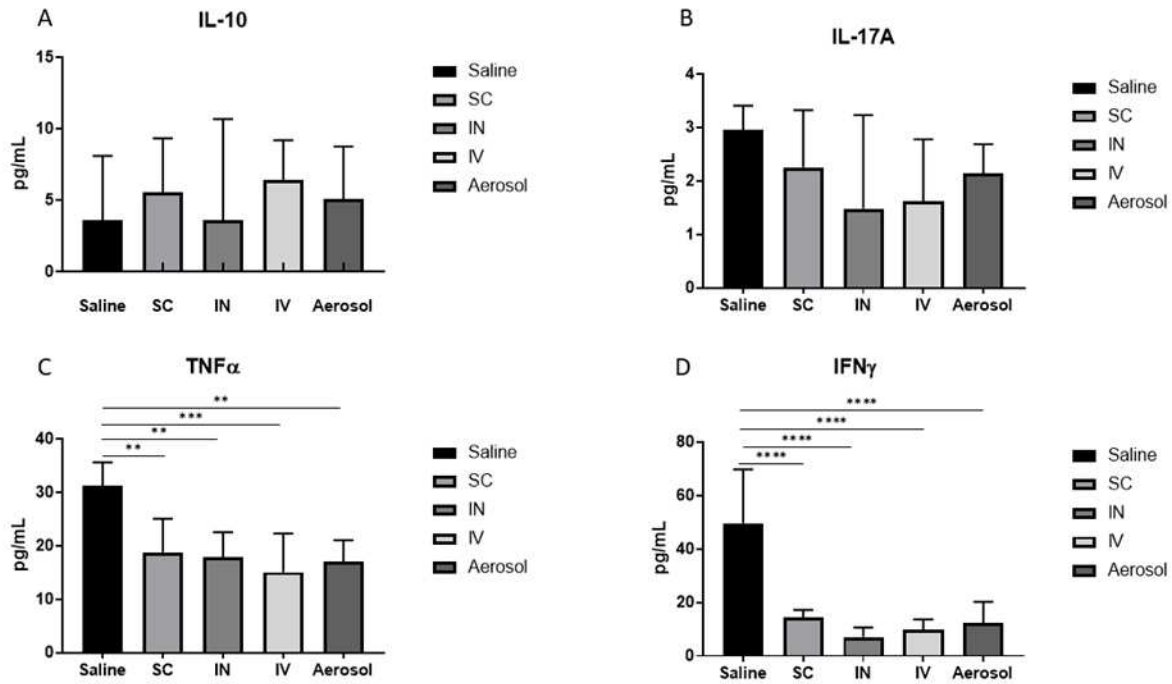 A
IL-10
15
10
5
0
pg/mL
Saline
SC
IN
IV
Aerosol
Saline SC IN IV Aerosol
B
IL-17A
4
3
2
1
0
pg/mL
Saline
SC
IN
IV
Aerosol
Saline SC IN IV Aerosol
C
TNFα
**
***
**
**
40
30
20
10
0
pg/mL
Saline
SC
IN
IV
Aerosol
Saline SC IN IV Aerosol
D
IFNγ
****
****
****
****
80
60
40
20
0
pg/mL
Saline
SC
IN
IV
Aerosol
Saline SC IN IV Aerosol